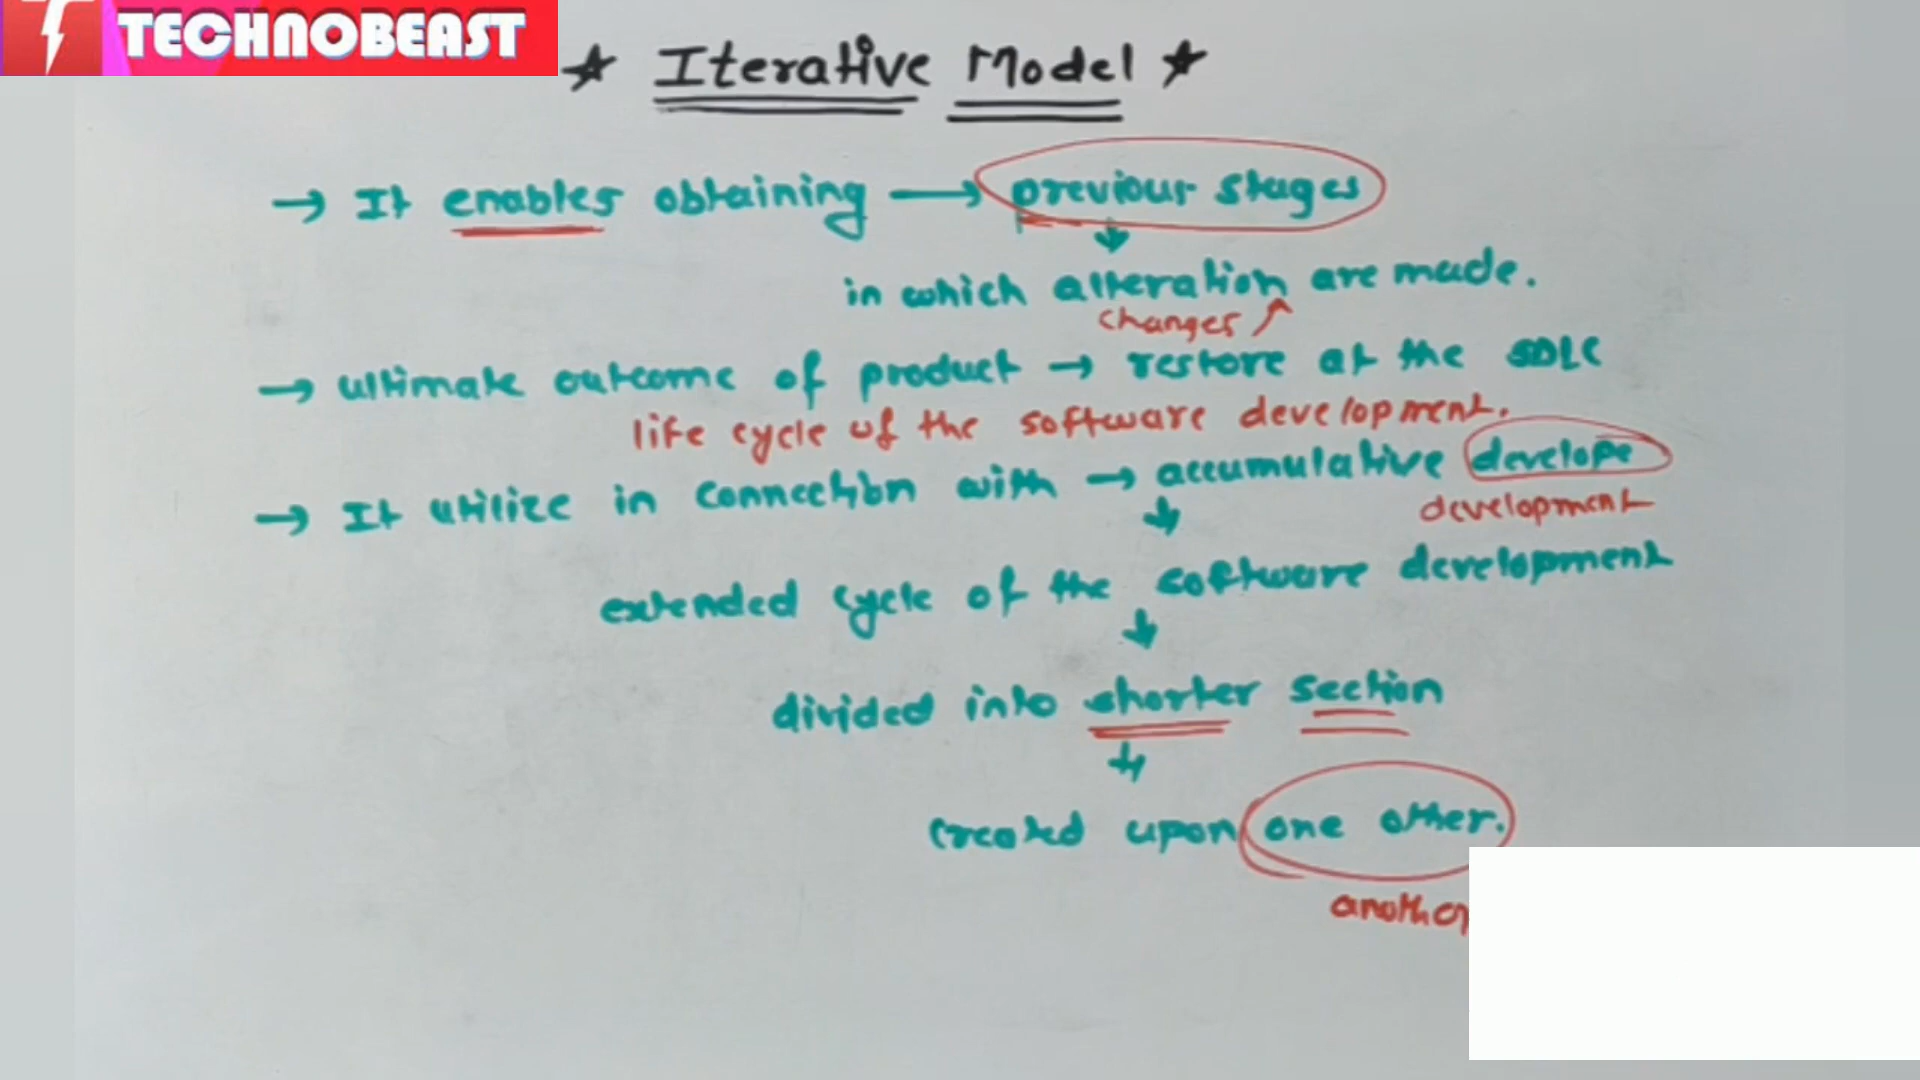 TECHNOBEAST
★ Iterative Model ★
→ It enables obtaining → previous stages
in which alteration are made.
changes
→ ultimate outcome of product → restore at the SDLC
life cycle of the software development.
→ It utilize in connection with → accumulative develope
development
extended cycle of the software development
divided into shorter section
created upon one other.
another